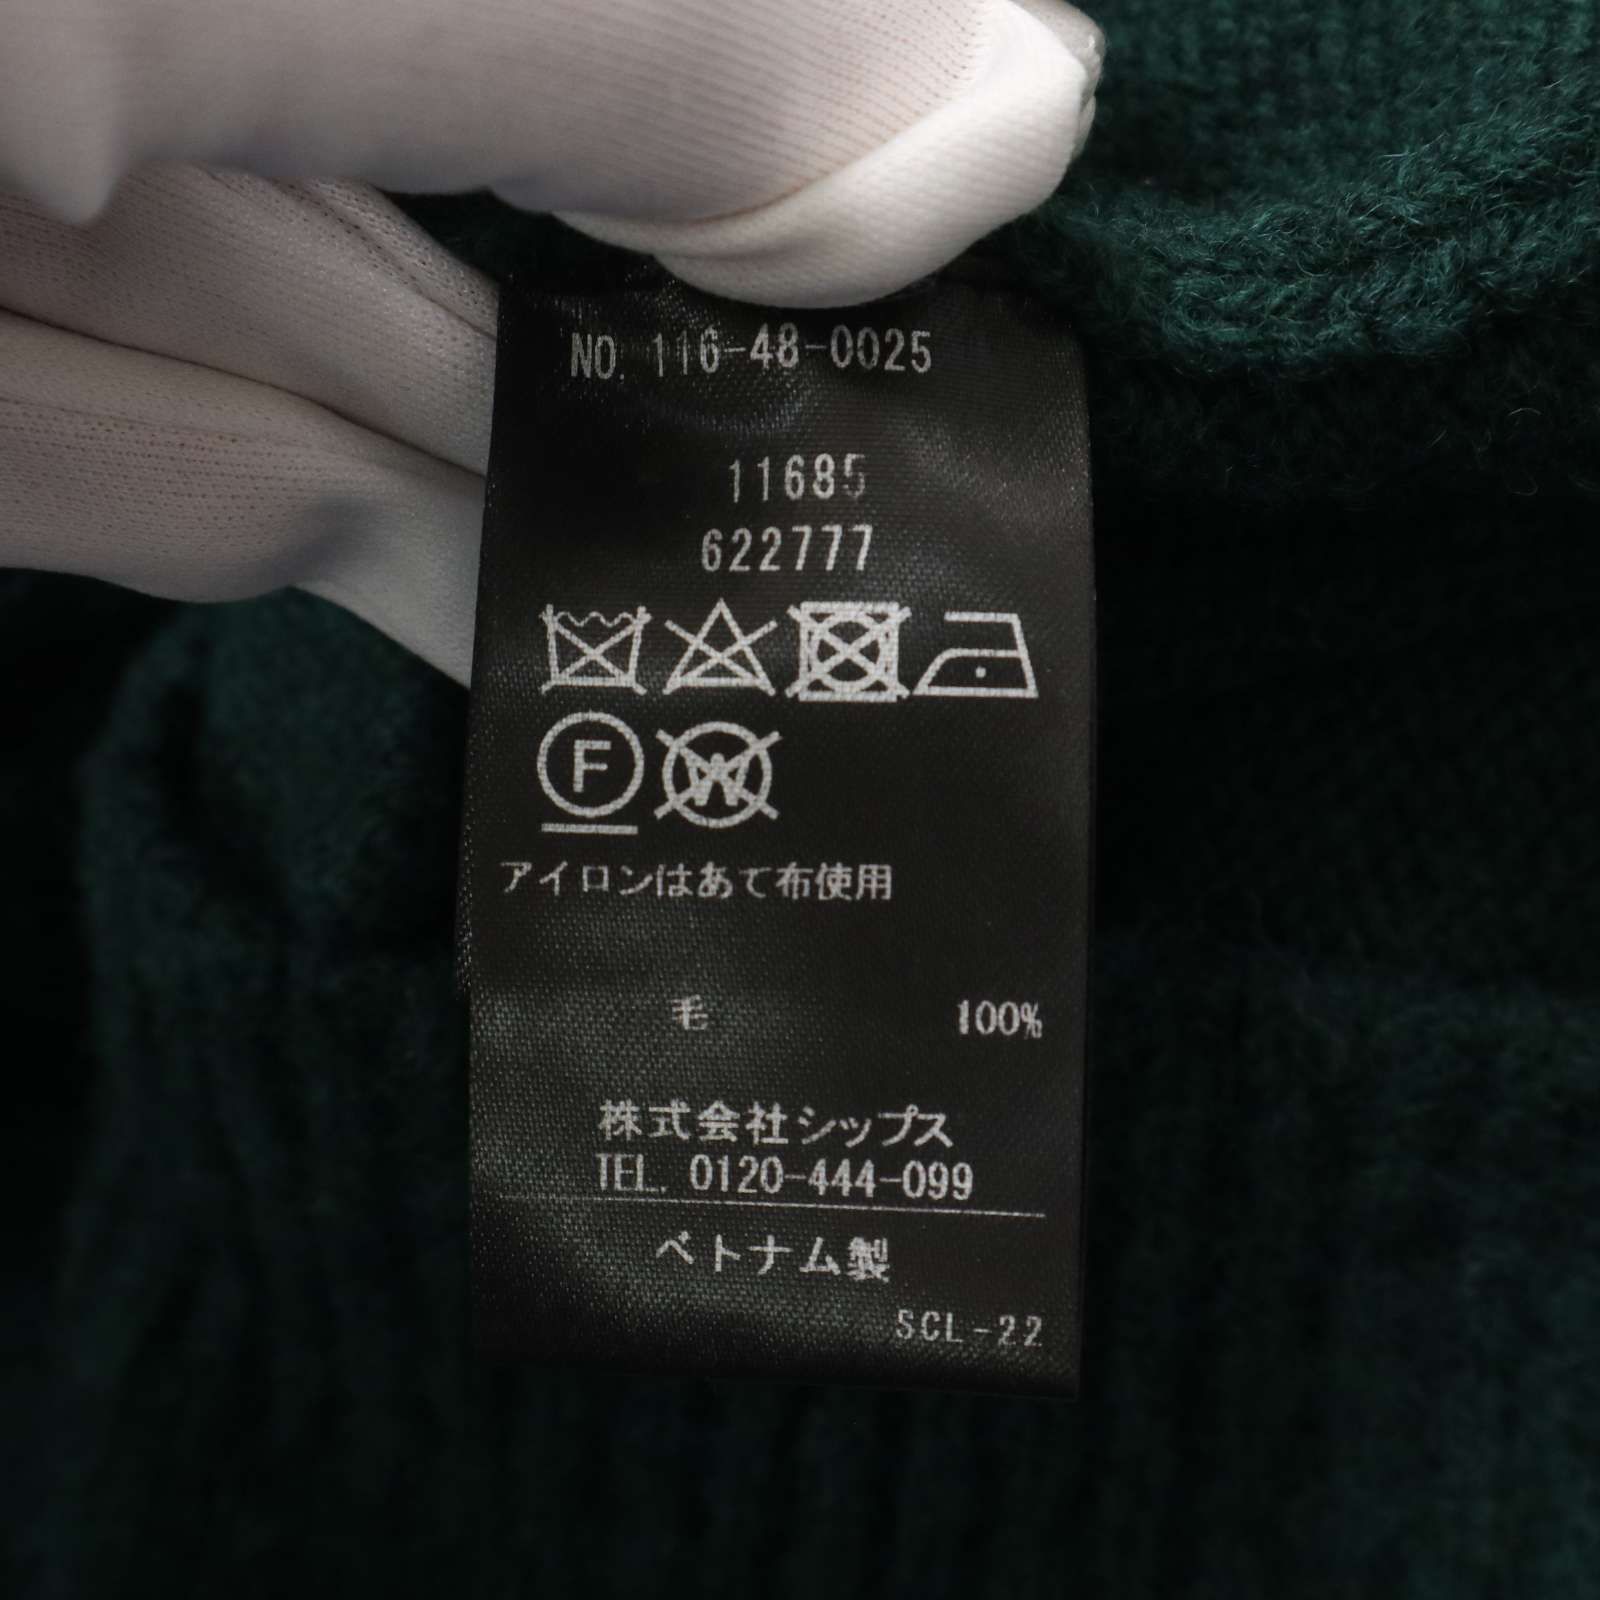 NO. 116-48-0025
11685
622777
F W
アイロンはあて布使用
毛 100%
株式会社シップス
TEL. 0120-444-099
ベトナム製
SCL-22